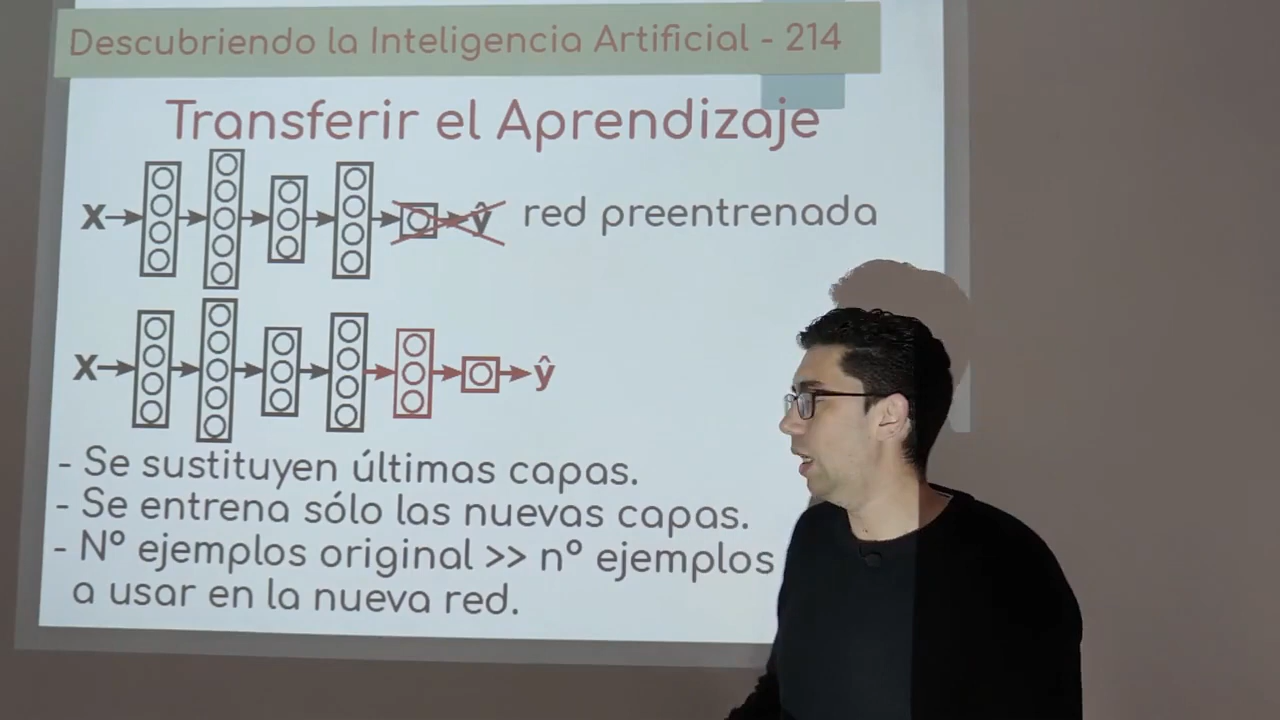 Descubriendo la Inteligencia Artificial - 214
Transferir el Aprendizaje
X ŷ red preentrenada
X ŷ
- Se sustituyen últimas capas.
- Se entrena sólo las nuevas capas.
- Nº ejemplos original >> nº ejemplos
a usar en la nueva red.